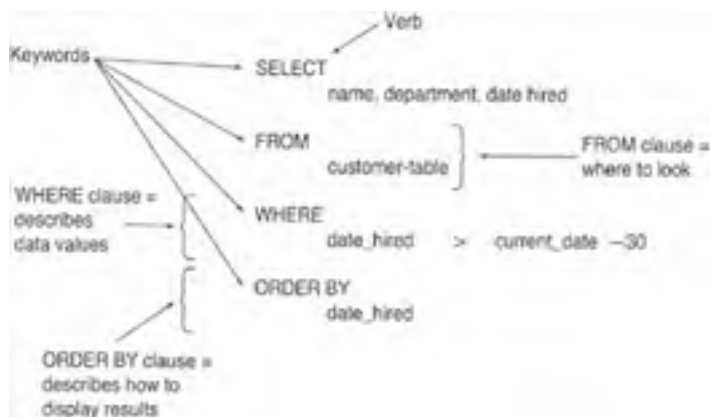 Verb
Keywords
SELECT
name, department, date hired
FROM
customer-table
FROM clause =
where to look
WHERE clause =
describes
data values
WHERE
date_hired > current_date –30
ORDER BY
date_hired
ORDER BY clause =
describes how to
display results